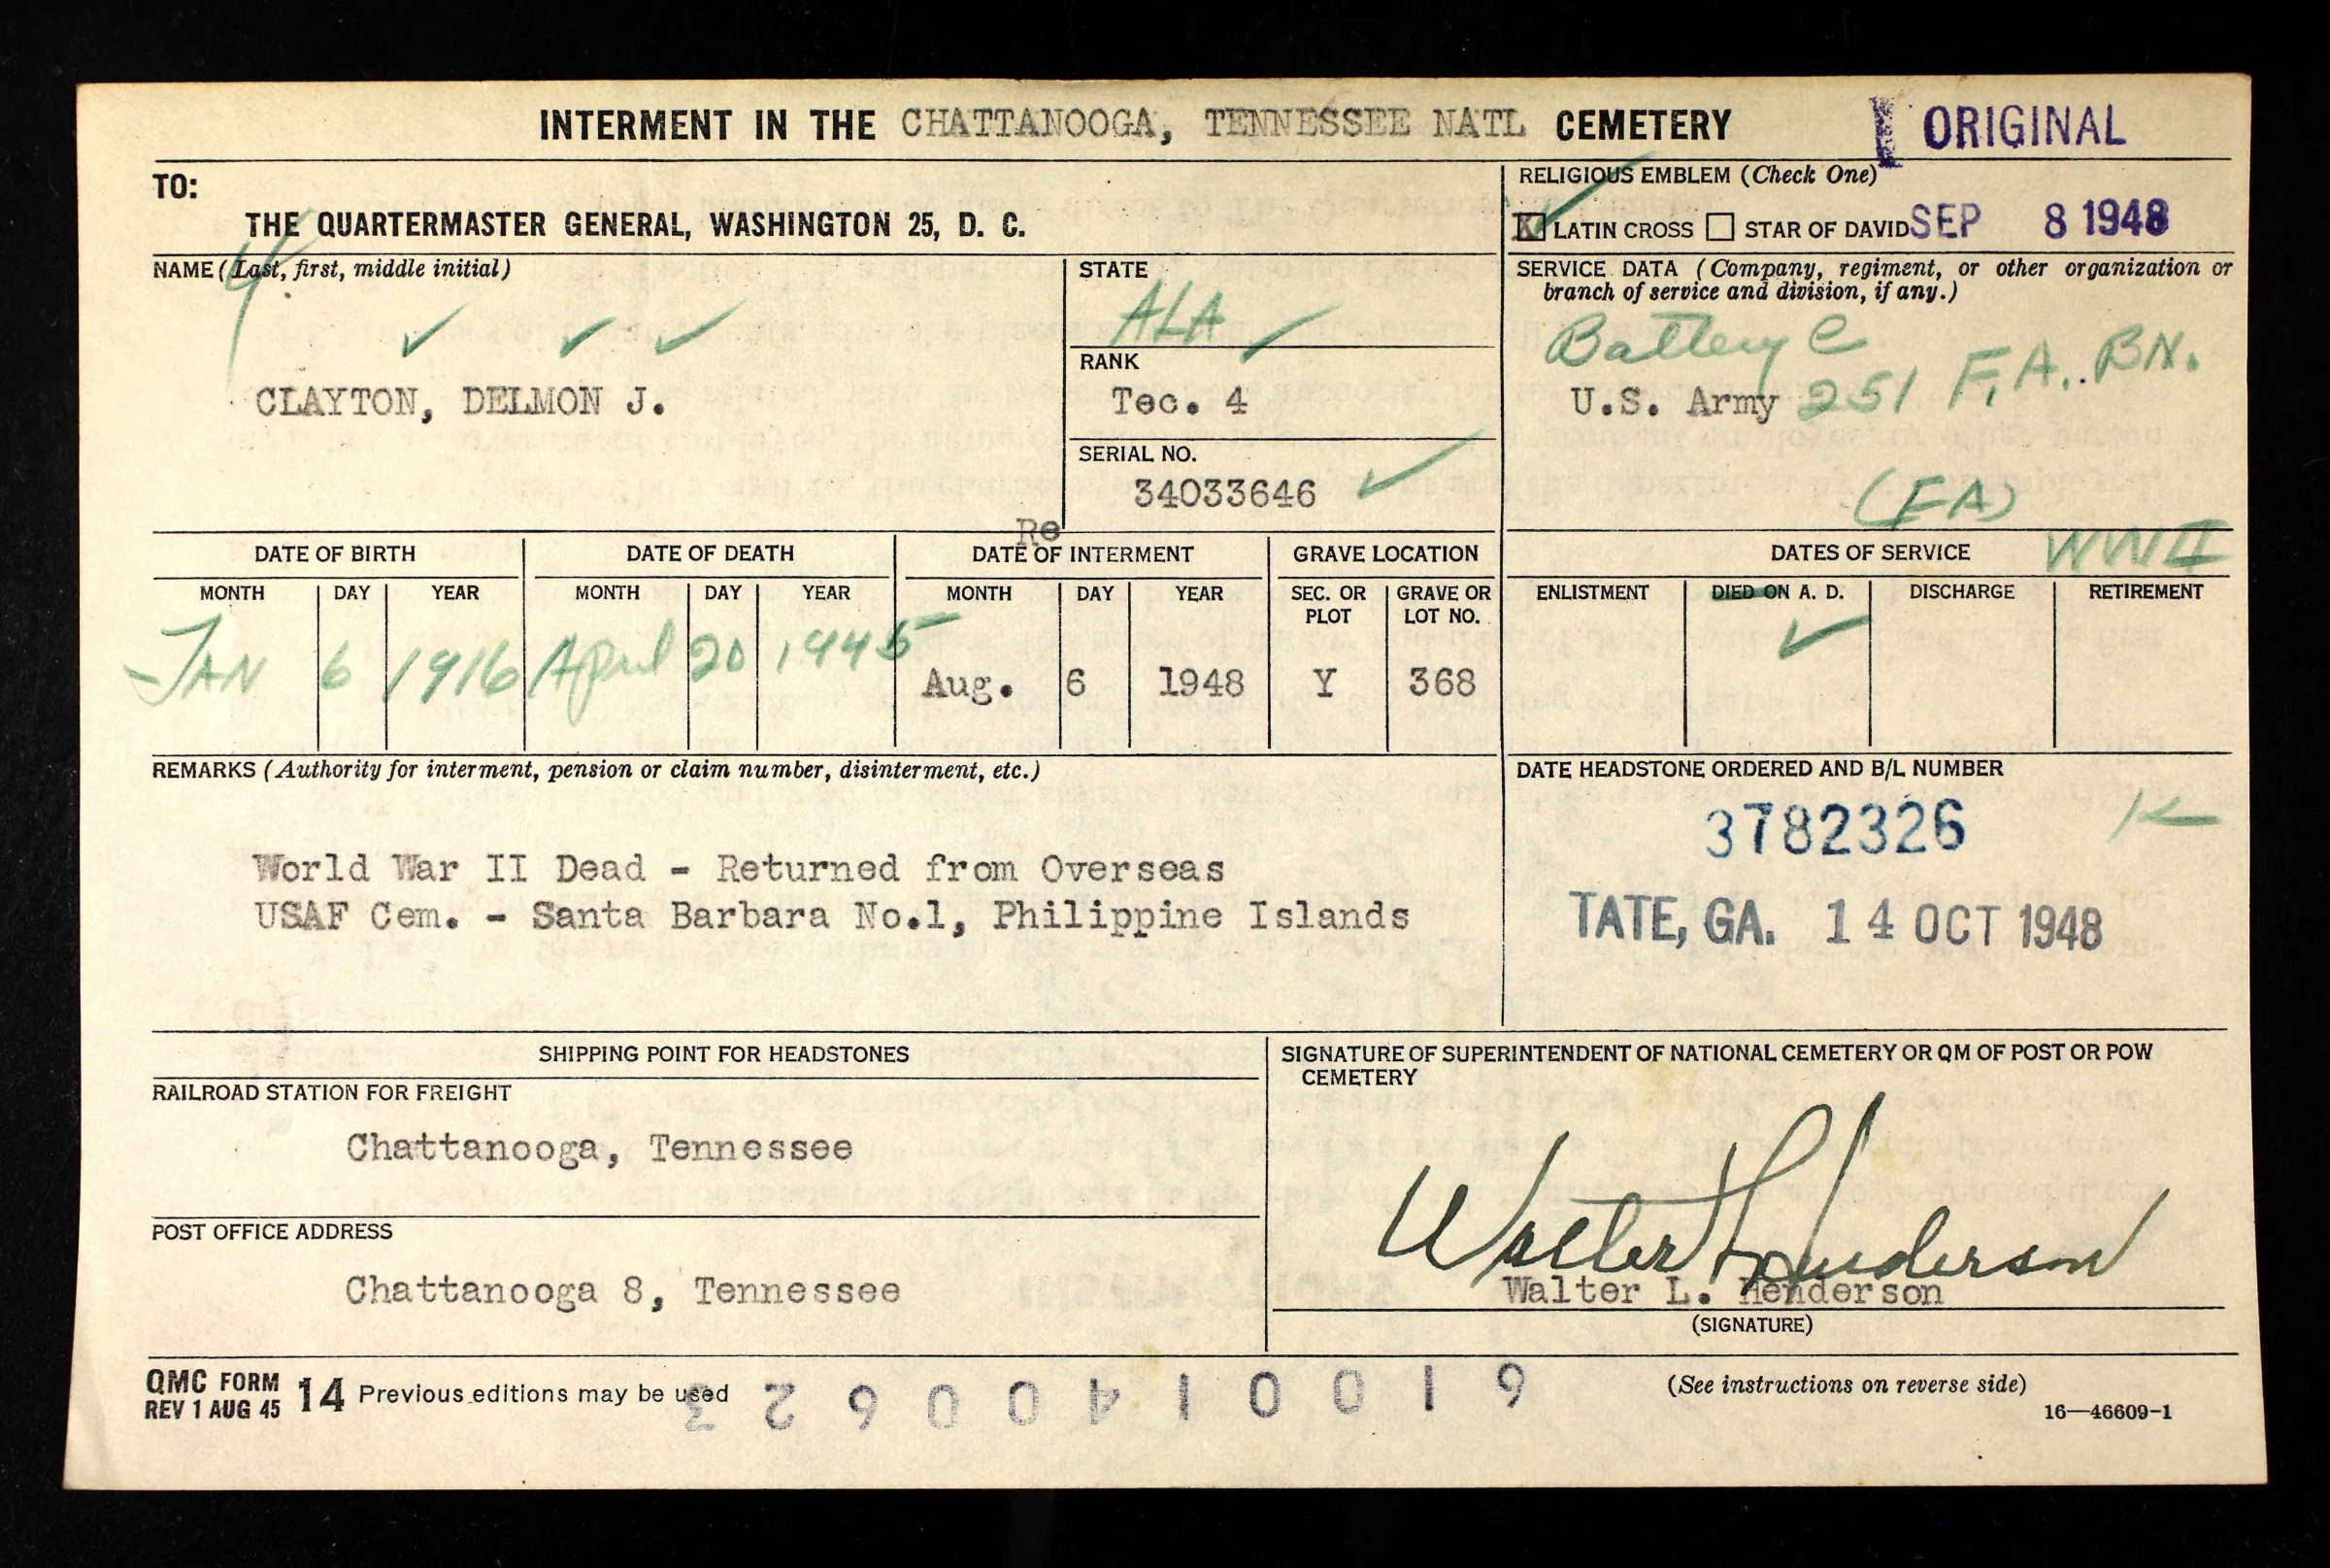 INTERMENT IN THE CHATTANOOGA, TENNESSEE NATL CEMETERY
ORIGINAL
TO:
THE QUARTERMASTER GENERAL, WASHINGTON 25, D. C.
RELIGIOUS EMBLEM (Check One)
X LATIN CROSS STAR OF DAVID SEP 8 1948
NAME (Last, first, middle initial)
CLAYTON, DELMON J.
STATE
ALA
RANK
Tec. 4
SERIAL NO.
34033646
SERVICE DATA (Company, regiment, or other organization or
branch of service and division, if any.)
Battery C
U.S. Army 251 F.A. BN.
(FA)
DATE OF BIRTH
MONTH DAY YEAR
JAN 6 1916
DATE OF DEATH
MONTH DAY YEAR
April 20 1945
Re
DATE OF INTERMENT
MONTH DAY YEAR
Aug. 6 1948
GRAVE LOCATION
SEC. OR PLOT
GRAVE OR LOT NO.
Y 368
DATES OF SERVICE WWII
ENLISTMENT DIED ON A. D. DISCHARGE RETIREMENT
REMARKS (Authority for interment, pension or claim number, disinterment, etc.)
World War II Dead - Returned from Overseas
USAF Cem. - Santa Barbara No.1, Philippine Islands
DATE HEADSTONE ORDERED AND B/L NUMBER
3782326
TATE, GA. 14 OCT 1948
SHIPPING POINT FOR HEADSTONES
RAILROAD STATION FOR FREIGHT
Chattanooga, Tennessee
POST OFFICE ADDRESS
Chattanooga 8, Tennessee
SIGNATURE OF SUPERINTENDENT OF NATIONAL CEMETERY OR QM OF POST OR POW
CEMETERY
Walter L. Henderson
Walter L. Henderson
(SIGNATURE)
QMC FORM
REV 1 AUG 45 14 Previous editions may be used
(See instructions on reverse side)
16—46609-1